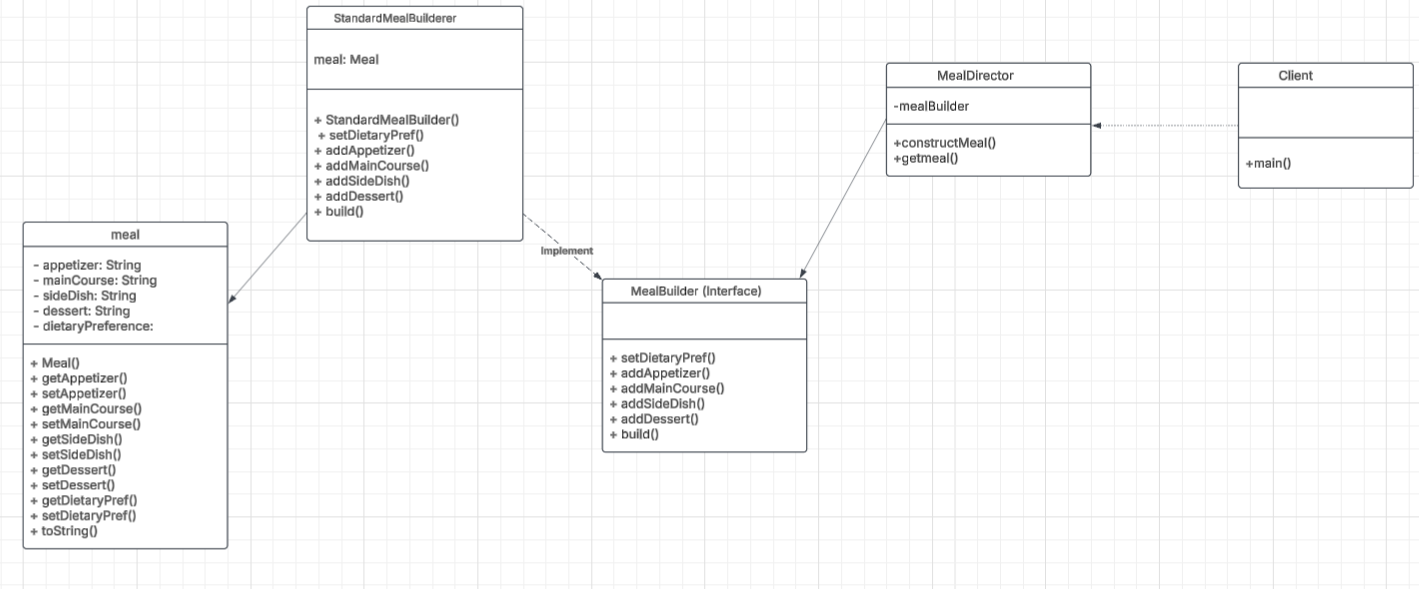 StandardMealBuilderer
meal: Meal
+ StandardMealBuilder()
+ setDietaryPref()
+ addAppetizer()
+ addMainCourse()
+ addSideDish()
+ addDessert()
+ build()
meal
- appetizer: String
- mainCourse: String
- sideDish: String
- dessert: String
- dietaryPreference:
+ Meal()
+ getAppetizer()
+ setAppetizer()
+ getMainCourse()
+ setMainCourse()
+ getSideDish()
+ setSideDish()
+ getDessert()
+ setDessert()
+ getDietaryPref()
+ setDietaryPref()
+ toString()
Implement
MealBuilder (Interface)
+ setDietaryPref()
+ addAppetizer()
+ addMainCourse()
+ addSideDish()
+ addDessert()
+ build()
MealDirector
-mealBuilder
+constructMeal()
+getmeal()
Client
+main()